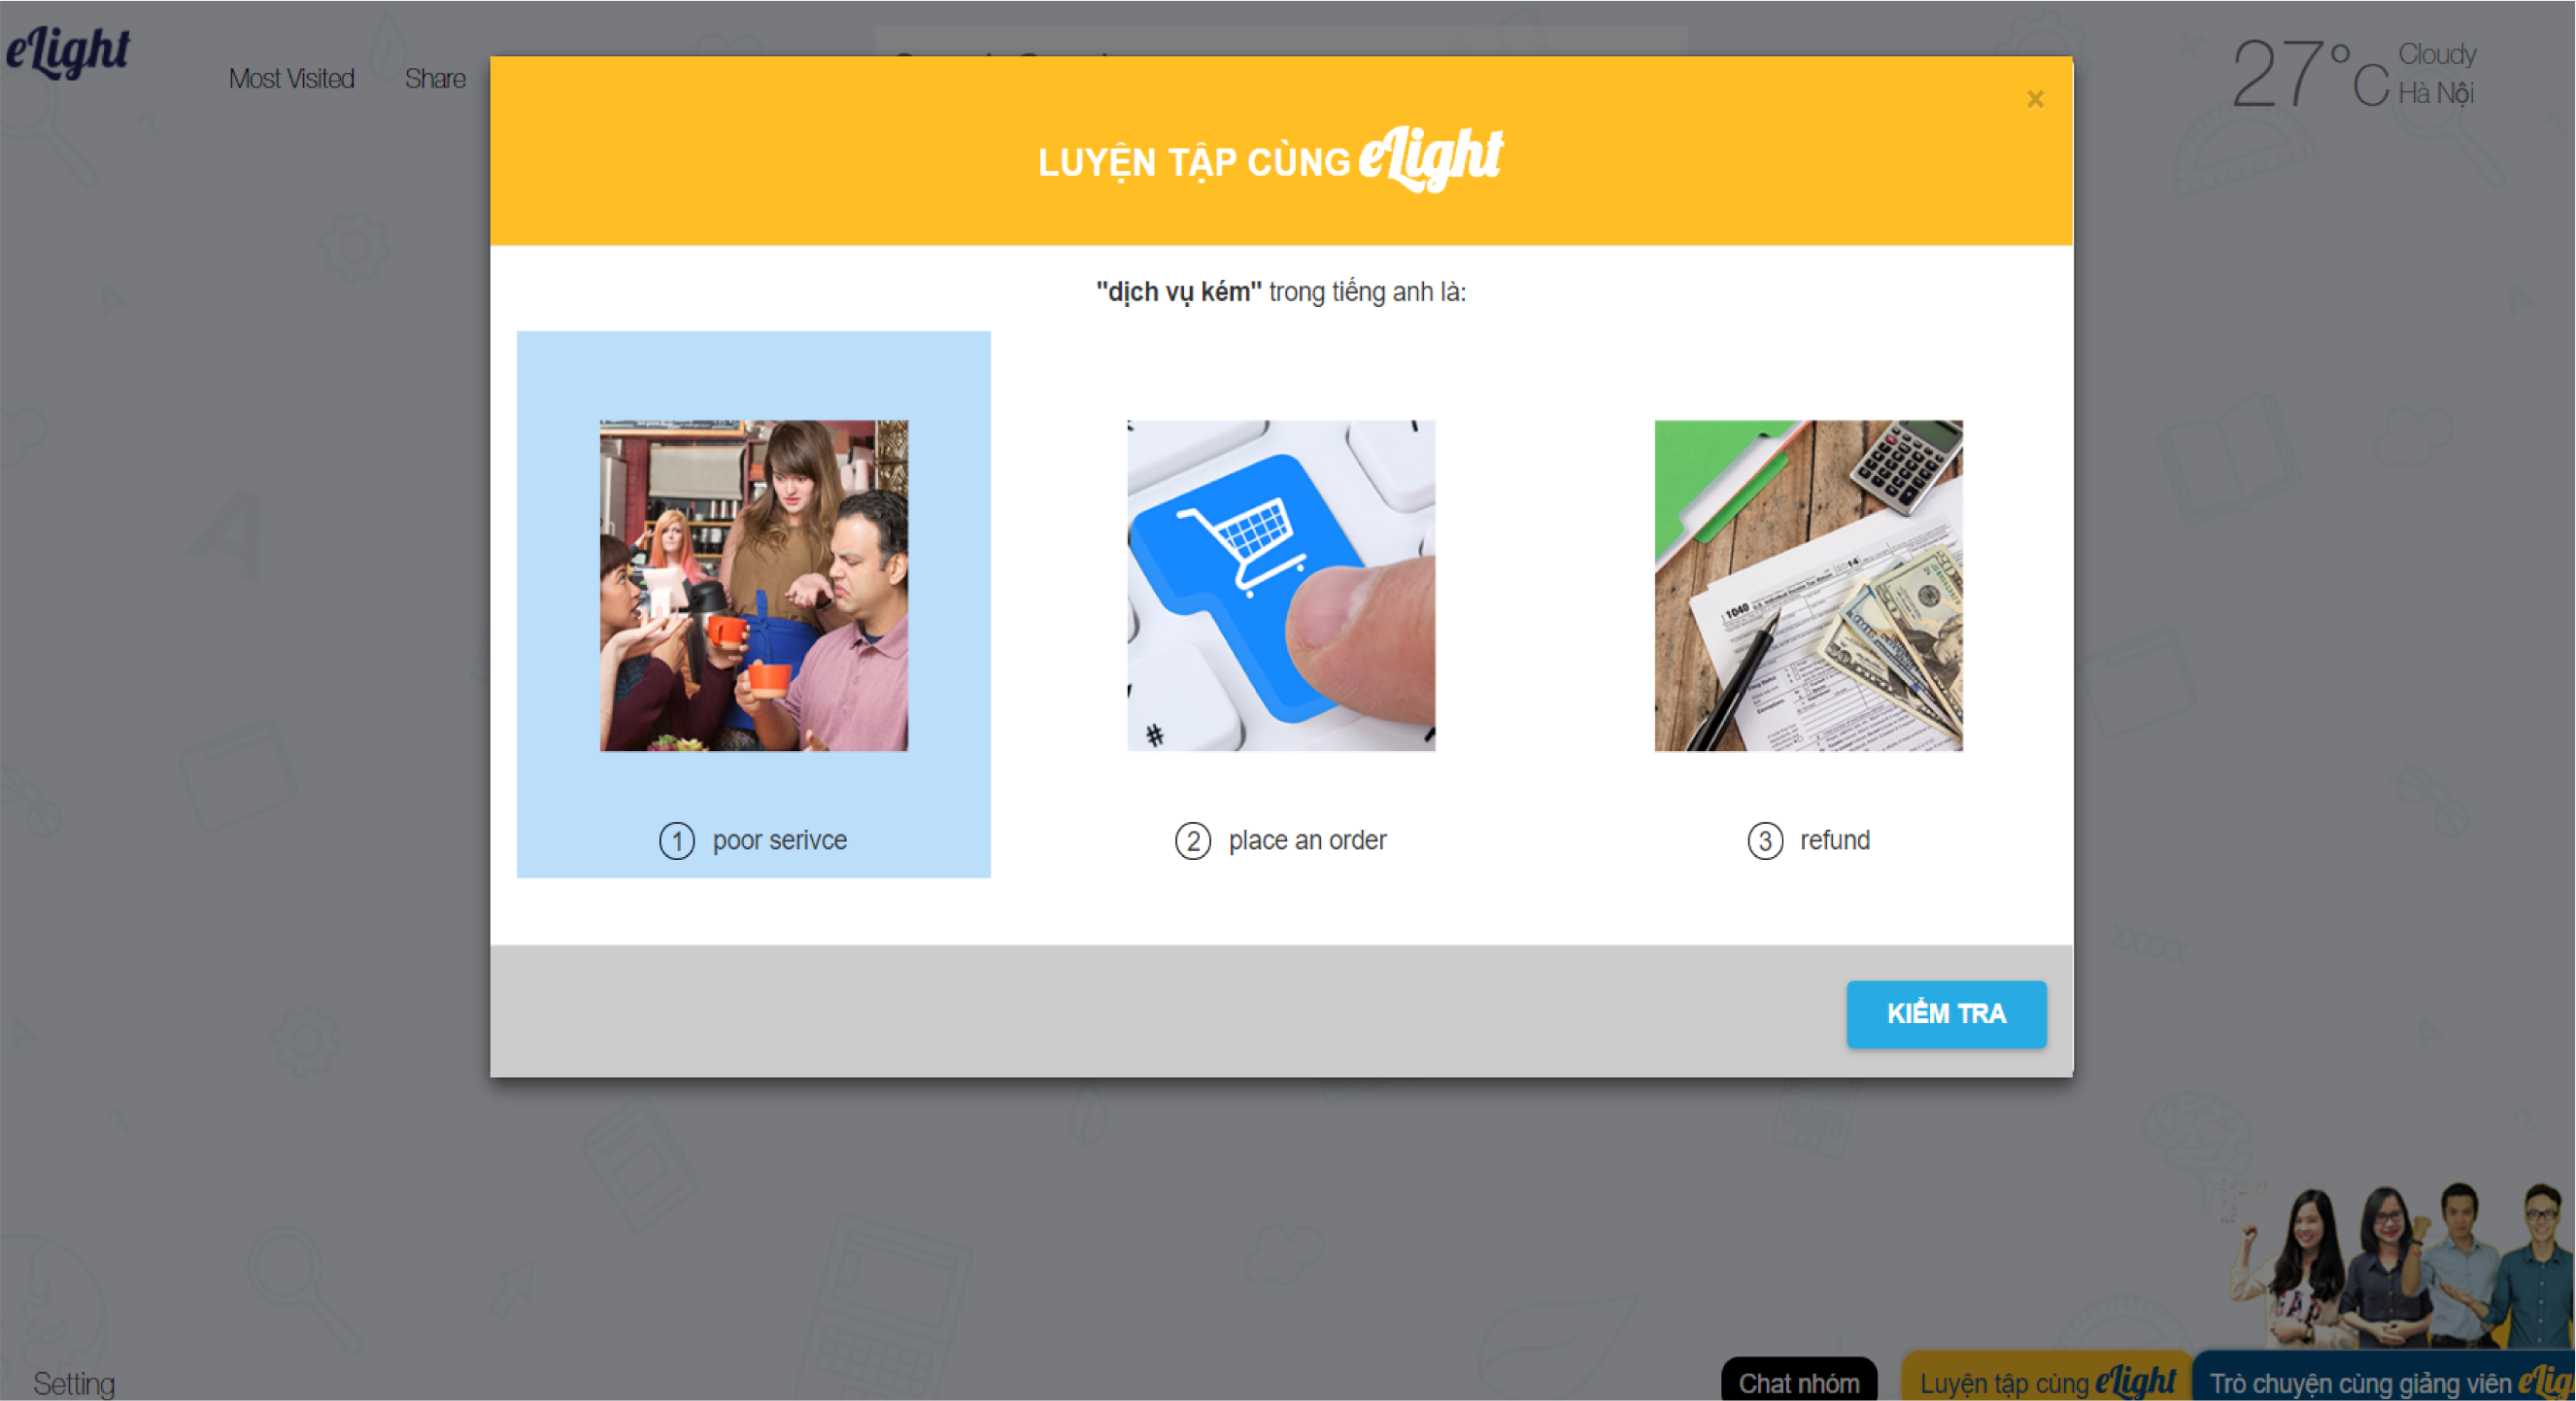 eLight
Most Visited
Share
27°C
Cloudy
Hà Nội
×
LUYỆN TẬP CÙNG eLight
"dịch vụ kém" trong tiếng anh là:
1040
#
1 poor serivce
2 place an order
3 refund
KIỂM TRA
Setting
Chat nhóm
Luyện tập cùng eLight
Trò chuyện cùng giảng viên